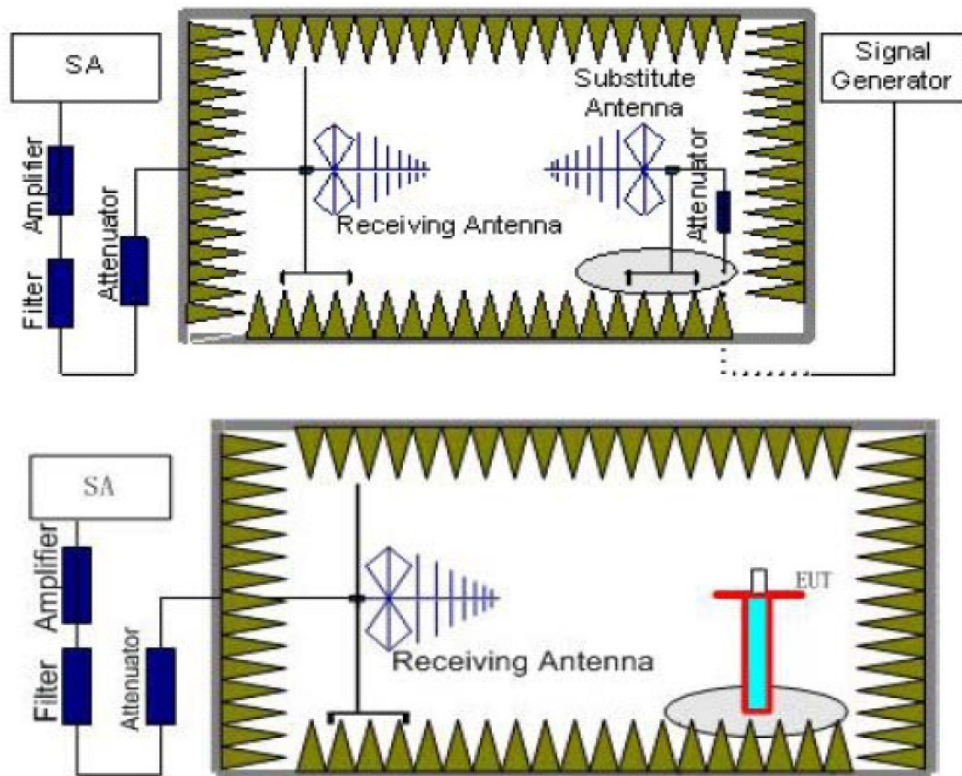 SA
Signal
Generator
Substitute
Antenna
Amplifier
Attenuator
Attenuator
Receiving Antenna
Filter
SA
Amplifier
EUT
Filter
Attenuator
Receiving Antenna